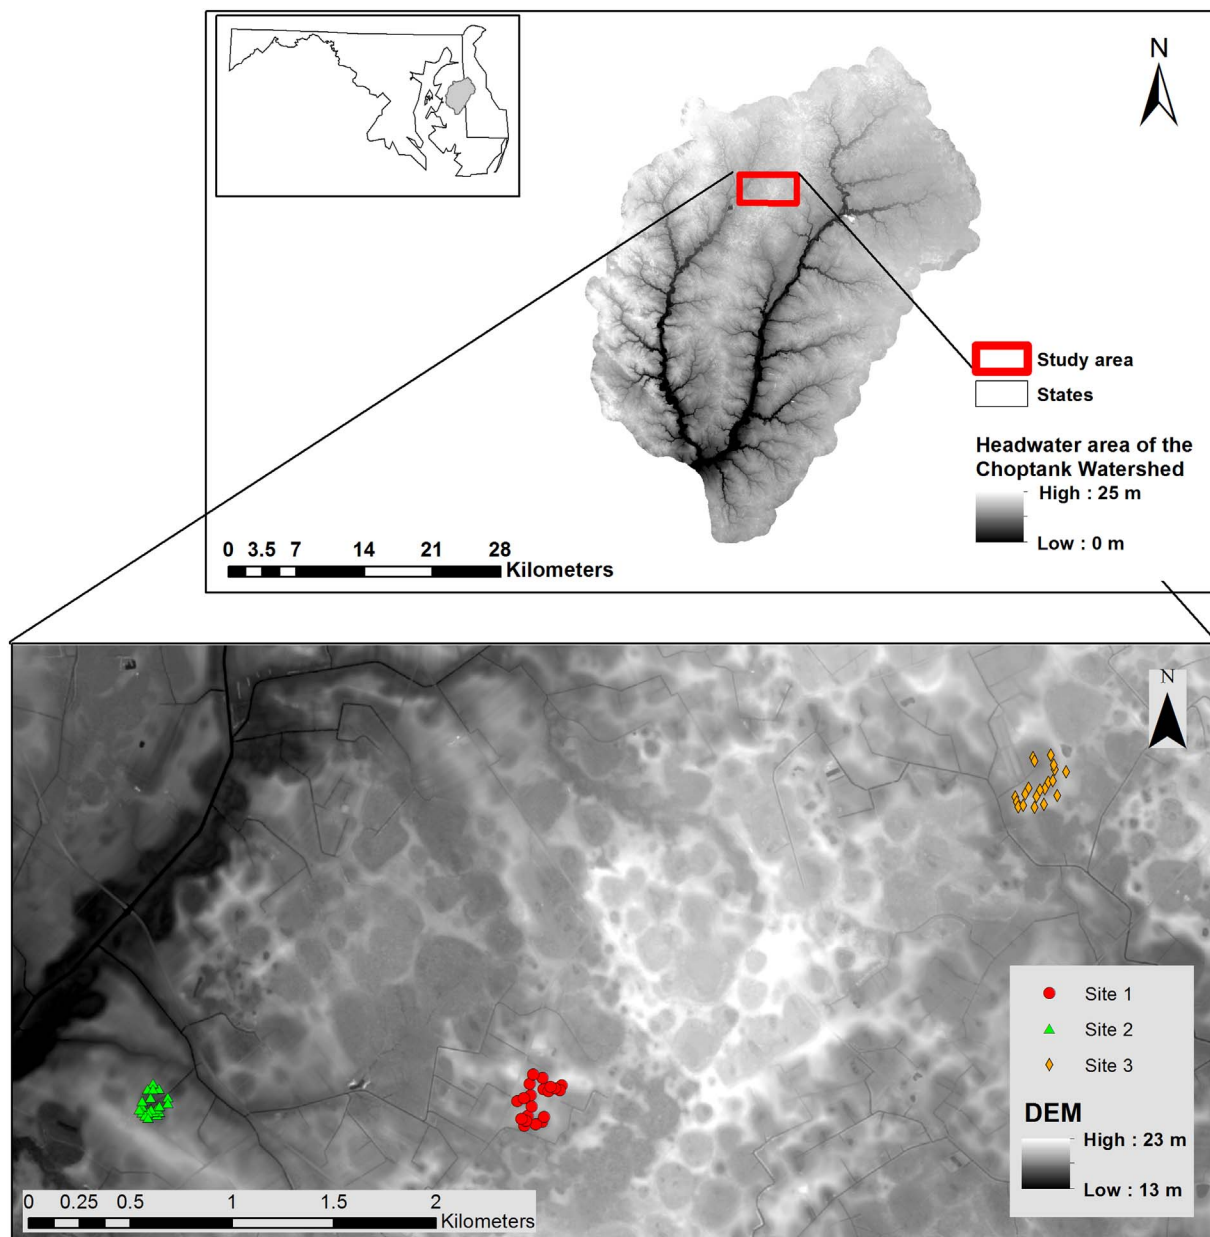 N
Study area
States
Headwater area of the
Choptank Watershed
High : 25 m
Low : 0 m
0 3.5 7 14 21 28
Kilometers
N
Site 1
Site 2
Site 3
DEM
High : 23 m
Low : 13 m
0 0.25 0.5 1 2
Kilometers